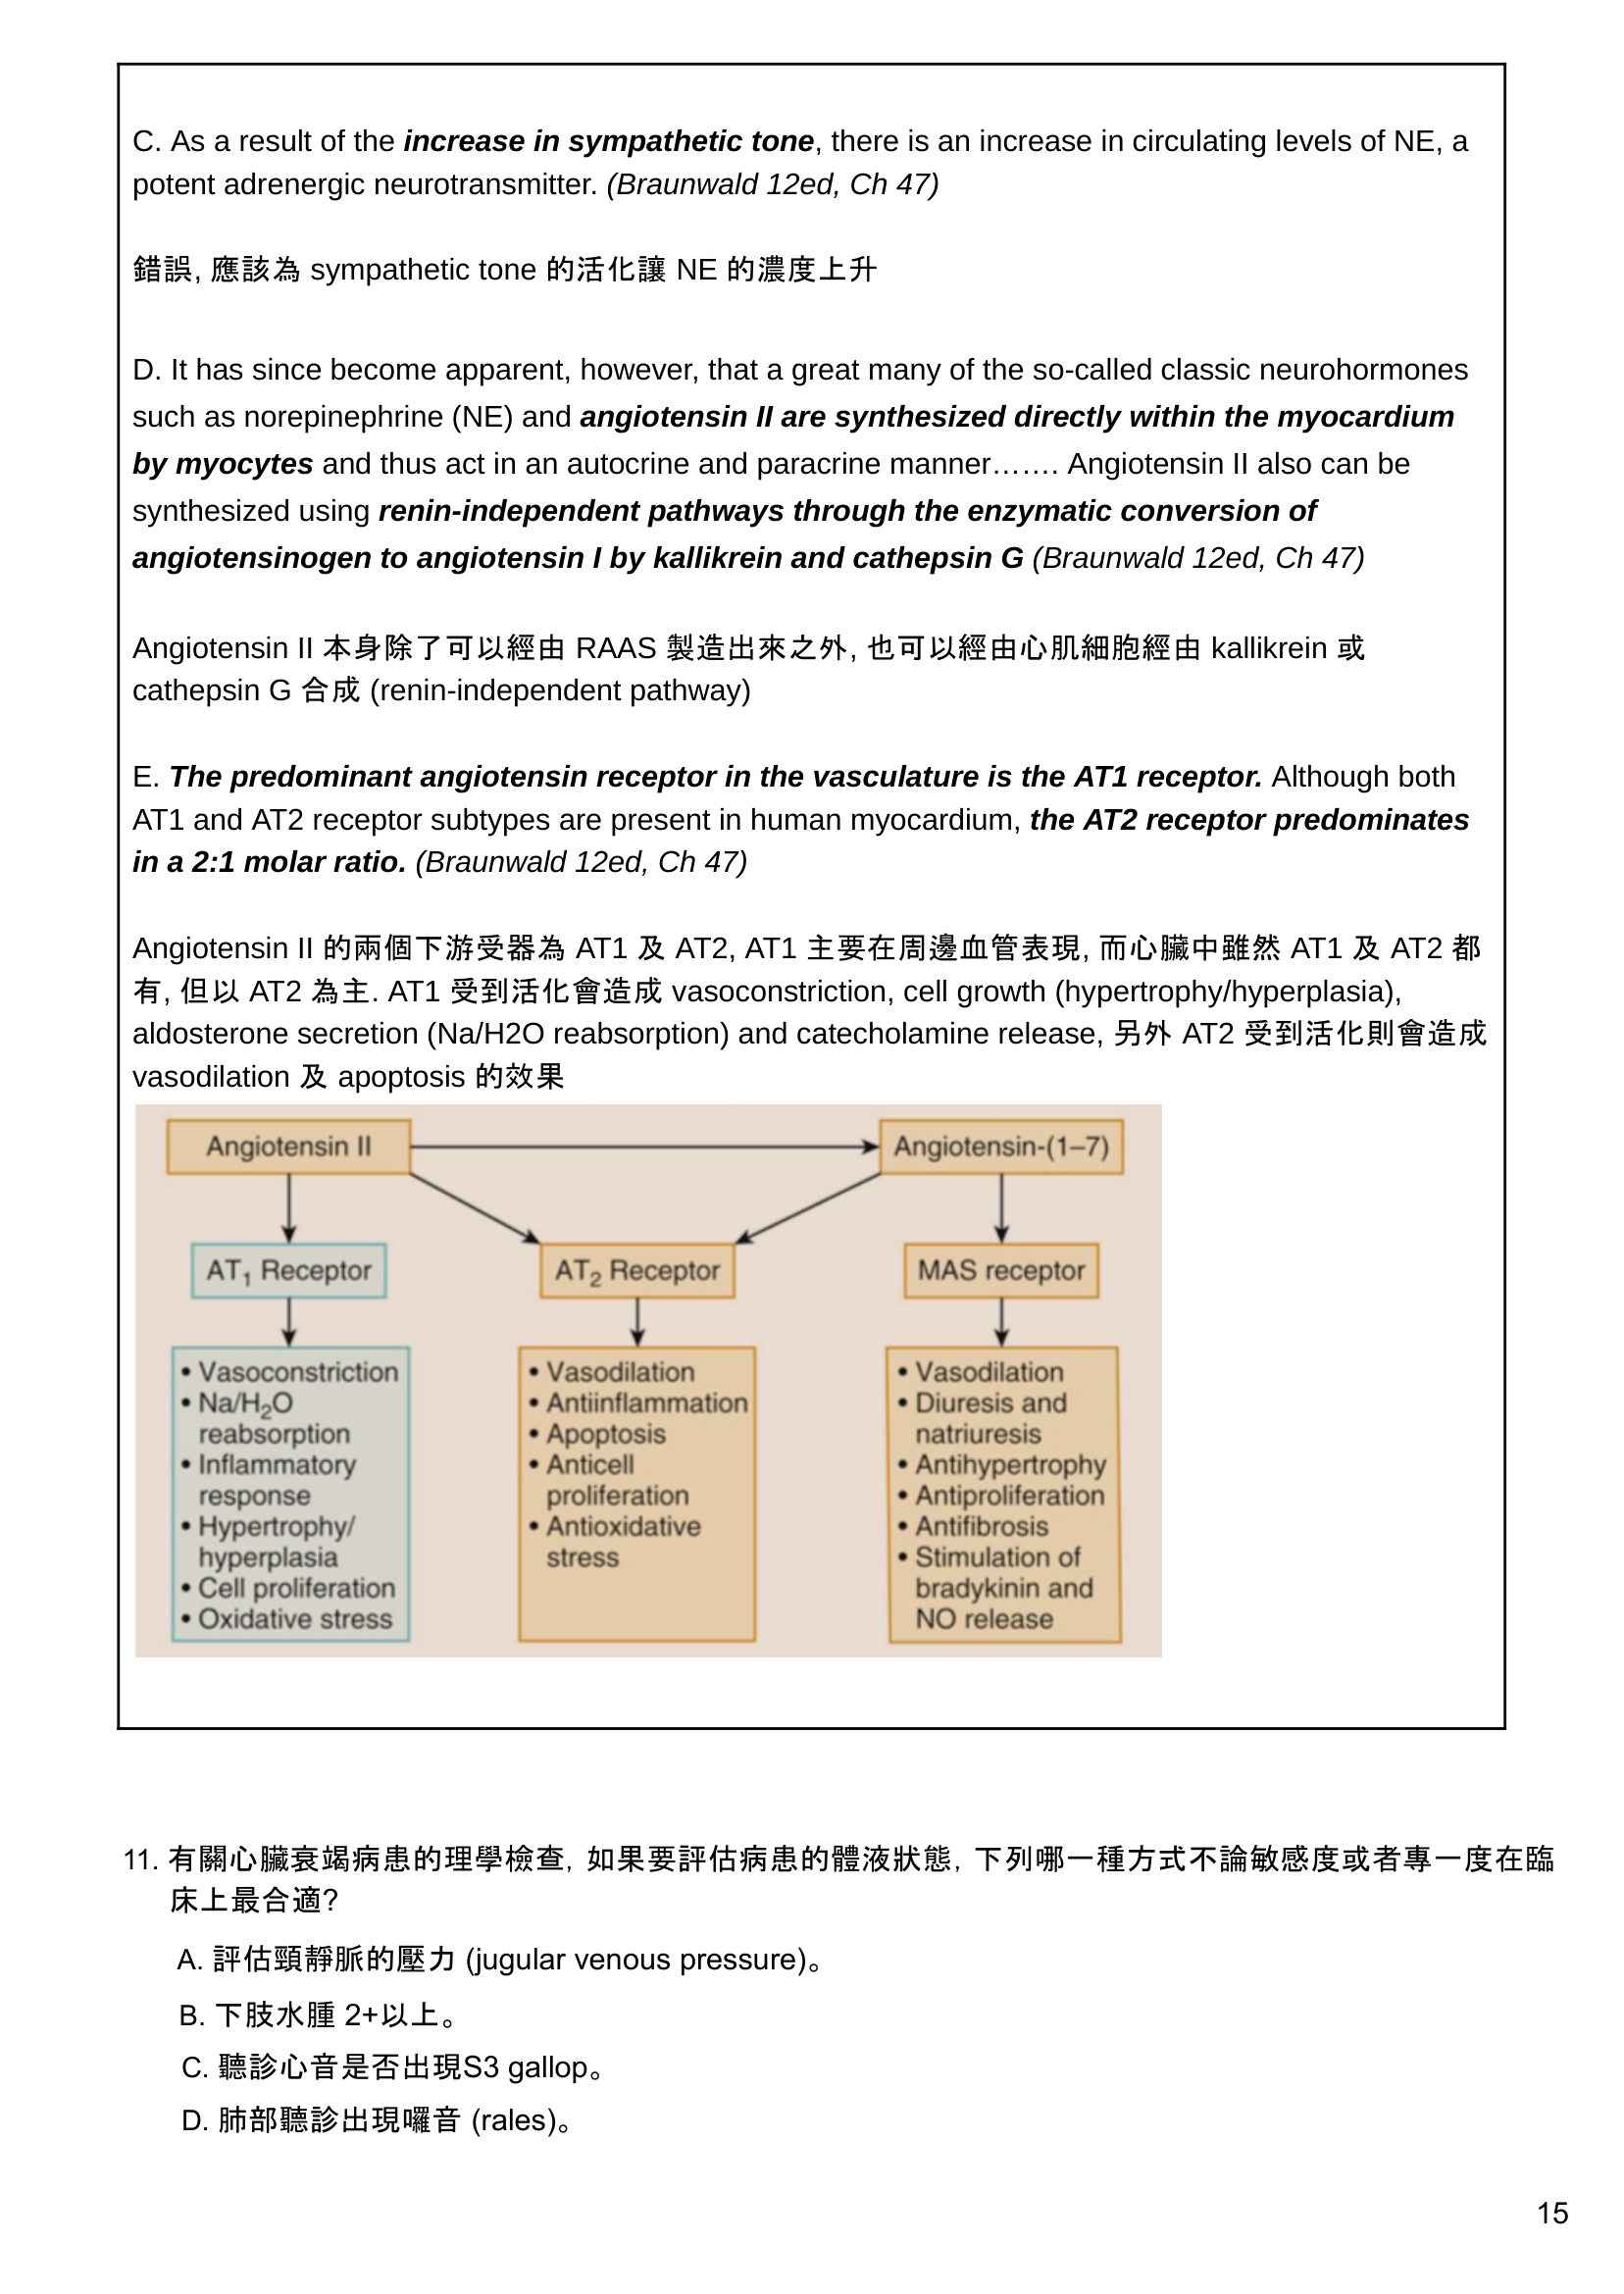 C. As a result of the increase in sympathetic tone, there is an increase in circulating levels of NE, a
potent adrenergic neurotransmitter. (Braunwald 12ed, Ch 47)
錯誤, 應該為 sympathetic tone 的活化讓 NE 的濃度上升
D. It has since become apparent, however, that a great many of the so-called classic neurohormones
such as norepinephrine (NE) and angiotensin II are synthesized directly within the myocardium
by myocytes and thus act in an autocrine and paracrine manner……. Angiotensin II also can be
synthesized using renin-independent pathways through the enzymatic conversion of
angiotensinogen to angiotensin I by kallikrein and cathepsin G (Braunwald 12ed, Ch 47)
Angiotensin II 本身除了可以經由 RAAS 製造出來之外, 也可以經由心肌細胞經由 kallikrein 或
cathepsin G 合成 (renin-independent pathway)
E. The predominant angiotensin receptor in the vasculature is the AT1 receptor. Although both
AT1 and AT2 receptor subtypes are present in human myocardium, the AT2 receptor predominates
in a 2:1 molar ratio. (Braunwald 12ed, Ch 47)
Angiotensin II 的兩個下游受器為 AT1 及 AT2, AT1 主要在周邊血管表現, 而心臟中雖然 AT1 及 AT2 都
有, 但以 AT2 為主. AT1 受到活化會造成 vasoconstriction, cell growth (hypertrophy/hyperplasia),
aldosterone secretion (Na/H2O reabsorption) and catecholamine release, 另外 AT2 受到活化則會造成
vasodilation 及 apoptosis 的效果
Angiotensin II
Angiotensin-(1–7)
AT1 Receptor
AT2 Receptor
MAS receptor
• Vasoconstriction
• Na/H2O
reabsorption
• Inflammatory
response
• Hypertrophy/
hyperplasia
• Cell proliferation
• Oxidative stress
• Vasodilation
• Antiinflammation
• Apoptosis
• Anticell
proliferation
• Antioxidative
stress
• Vasodilation
• Diuresis and
natriuresis
• Antihypertrophy
• Antiproliferation
• Antifibrosis
• Stimulation of
bradykinin and
NO release
11. 有關心臟衰竭病患的理學檢查, 如果要評估病患的體液狀態, 下列哪一種方式不論敏感度或者專一度在臨
床上最合適?
A. 評估頸靜脈的壓力 (jugular venous pressure)。
B. 下肢水腫 2+以上。
C. 聽診心音是否出現S3 gallop。
D. 肺部聽診出現囉音 (rales)。
15